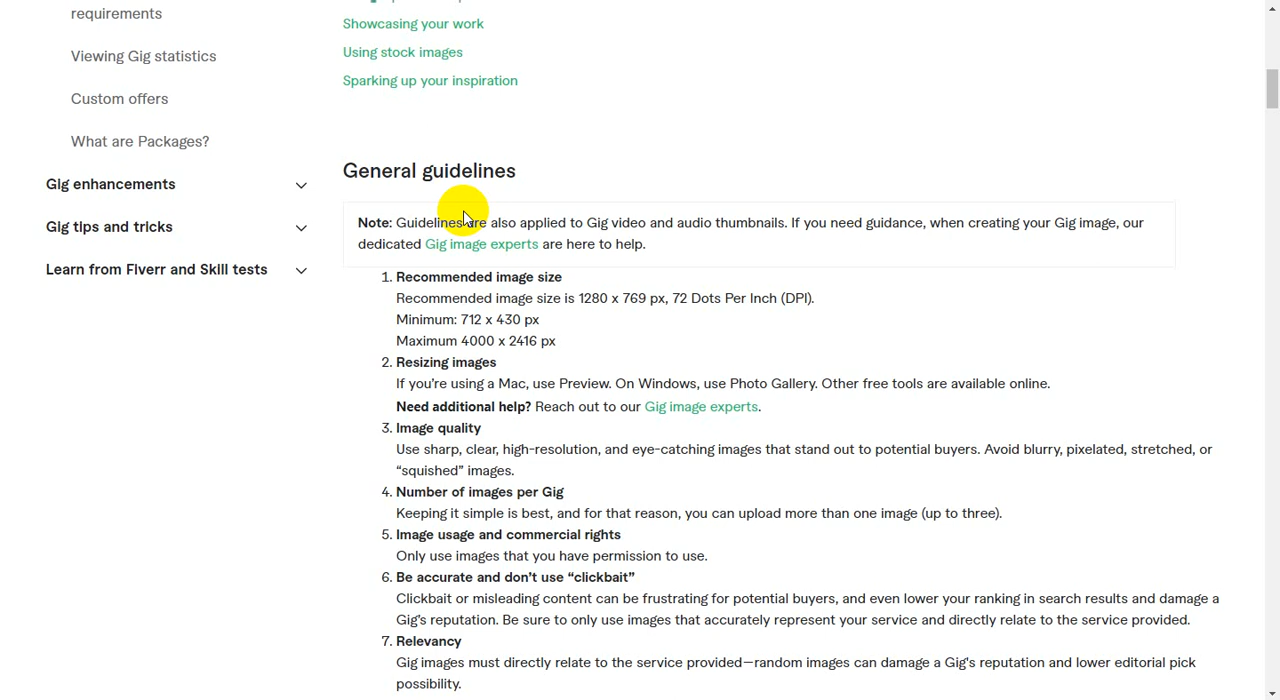 requirements
Viewing Gig statistics
Custom offers
What are Packages?
Gig enhancements
Gig tips and tricks
Learn from Fiverr and Skill tests
Showcasing your work
Using stock images
Sparking up your inspiration
General guidelines
Note: Guidelines are also applied to Gig video and audio thumbnails. If you need guidance, when creating your Gig image, our
dedicated Gig image experts are here to help.
1. Recommended image size
Recommended image size is 1280 x 769 px, 72 Dots Per Inch (DPI).
Minimum: 712 x 430 px
Maximum 4000 x 2416 px
2. Resizing images
If you’re using a Mac, use Preview. On Windows, use Photo Gallery. Other free tools are available online.
Need additional help? Reach out to our Gig image experts.
3. Image quality
Use sharp, clear, high-resolution, and eye-catching images that stand out to potential buyers. Avoid blurry, pixelated, stretched, or
“squished” images.
4. Number of images per Gig
Keeping it simple is best, and for that reason, you can upload more than one image (up to three).
5. Image usage and commercial rights
Only use images that you have permission to use.
6. Be accurate and don’t use “clickbait”
Clickbait or misleading content can be frustrating for potential buyers, and even lower your ranking in search results and damage a
Gig’s reputation. Be sure to only use images that accurately represent your service and directly relate to the service provided.
7. Relevancy
Gig images must directly relate to the service provided—random images can damage a Gig's reputation and lower editorial pick
possibility.